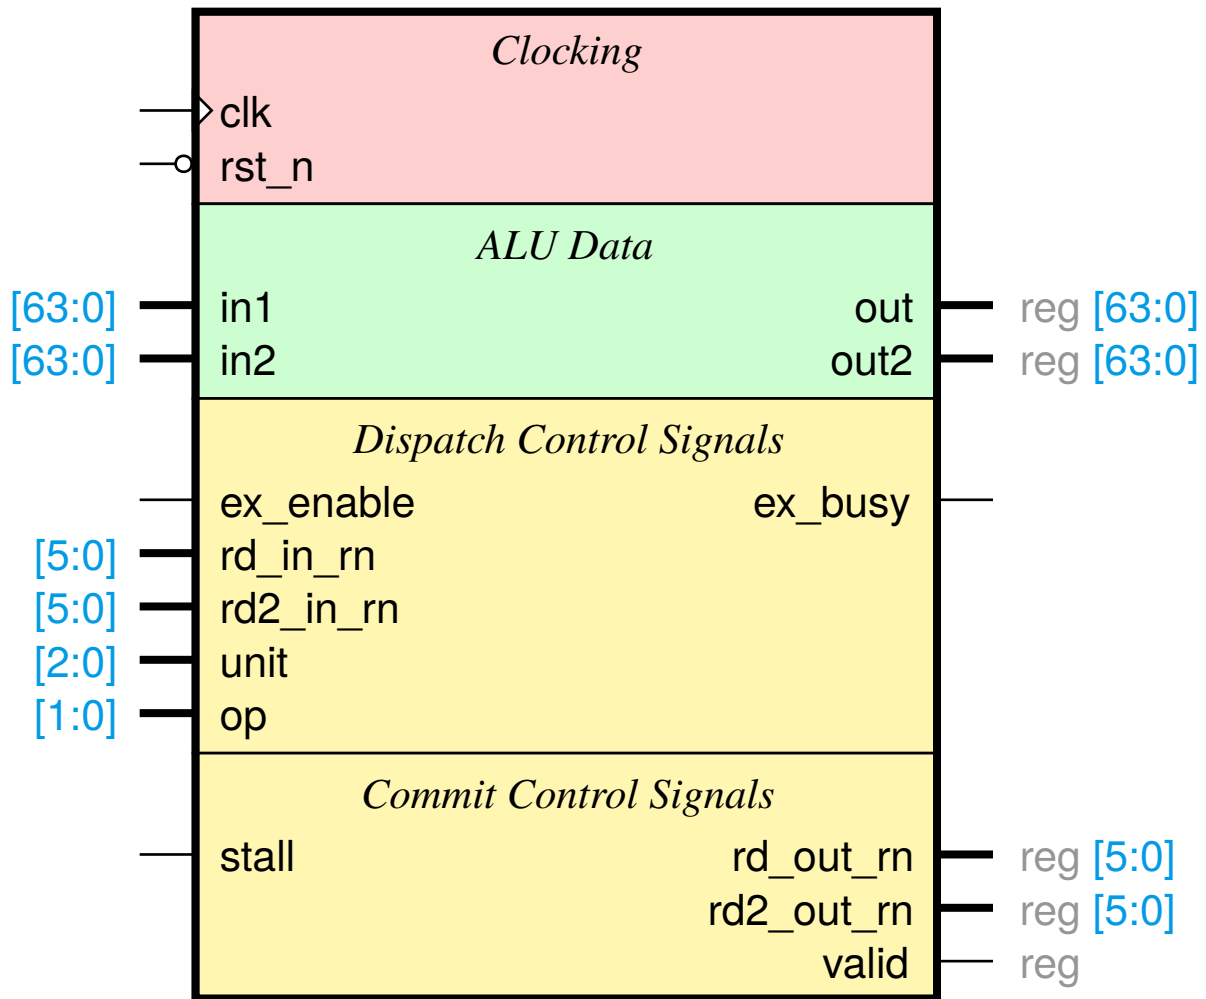 Clocking
clk
rst_n
ALU Data
[63:0] in1 out reg [63:0]
[63:0] in2 out2 reg [63:0]
Dispatch Control Signals
ex_enable ex_busy
[5:0] rd_in_rn
[5:0] rd2_in_rn
[2:0] unit
[1:0] op
Commit Control Signals
stall rd_out_rn reg [5:0]
rd2_out_rn reg [5:0]
valid reg